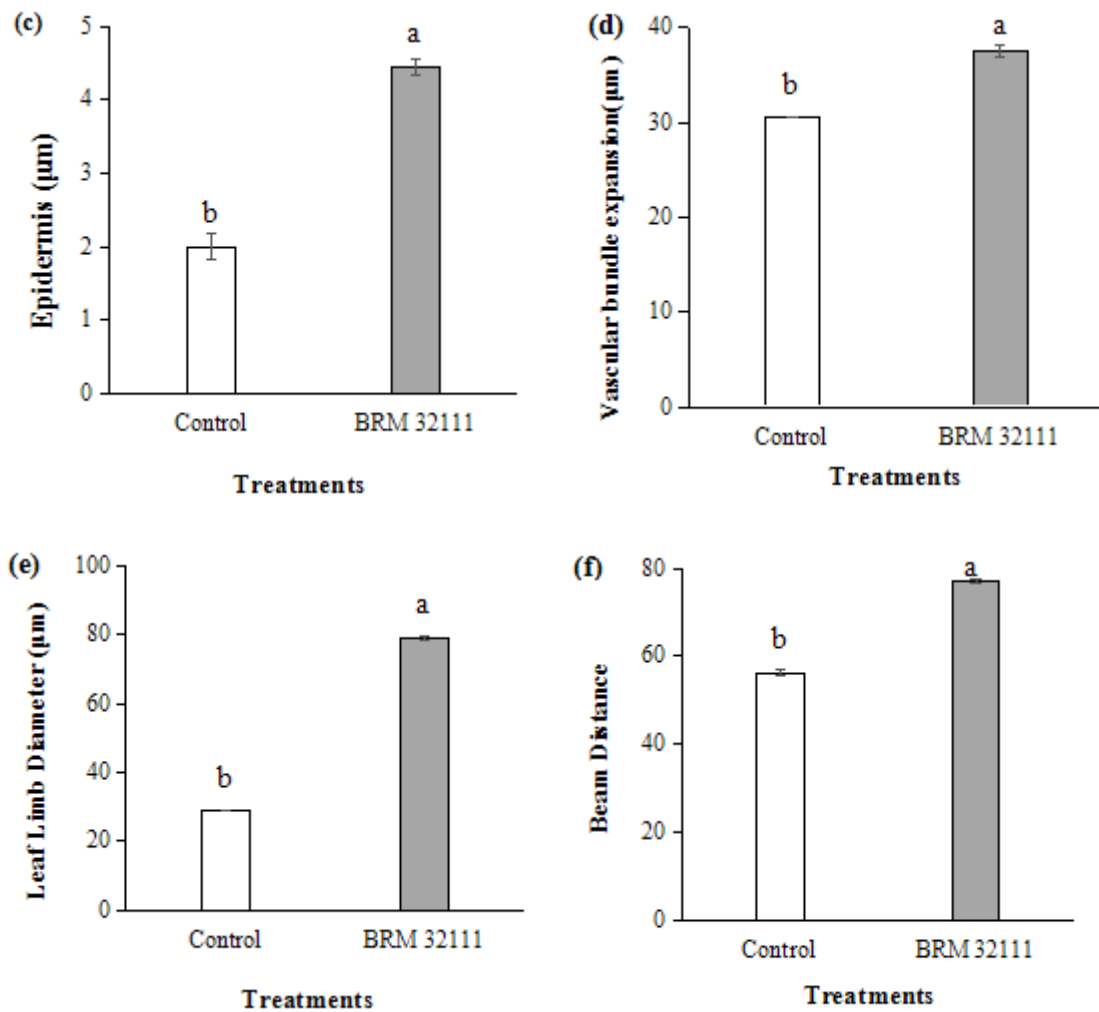 (c)
Epidermis (µm)
5
4
3
2
1
0
b
a
Control
BRM 32111
Treatments
(d)
Vascular bundle expansion(µm)
40
30
20
10
0
b
a
Control
BRM 32111
Treatments
(e)
Leaf Limb Diameter (µm)
100
80
60
40
20
0
b
a
Control
BRM 32111
Treatments
(f)
Beam Distance
80
60
40
20
0
b
a
Control
BRM 32111
Treatments